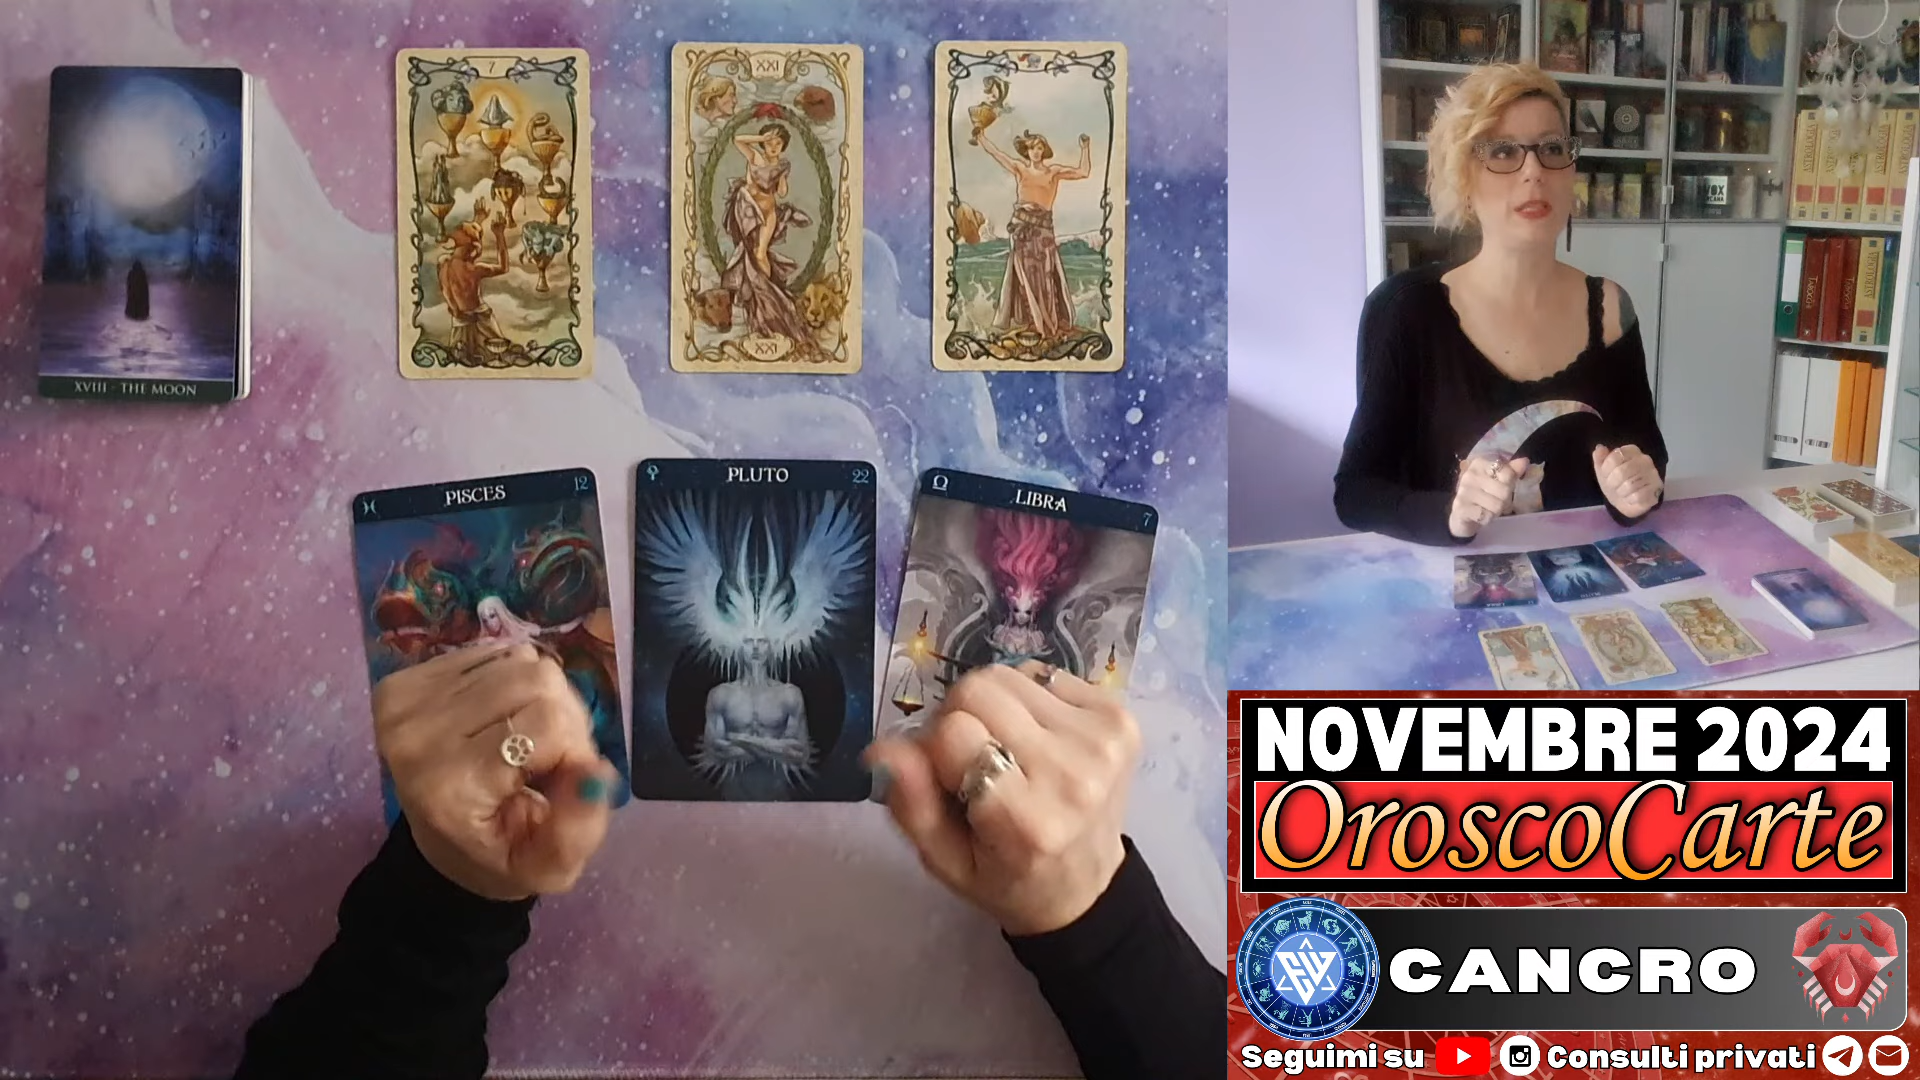 XVIII · THE MOON
7
XXI
XXI
PISCES 12
PLUTO 22
LIBRA 7
NOVEMBRE 2024
OroscoCarte
CANCRO
Seguimi su
Consulti privati